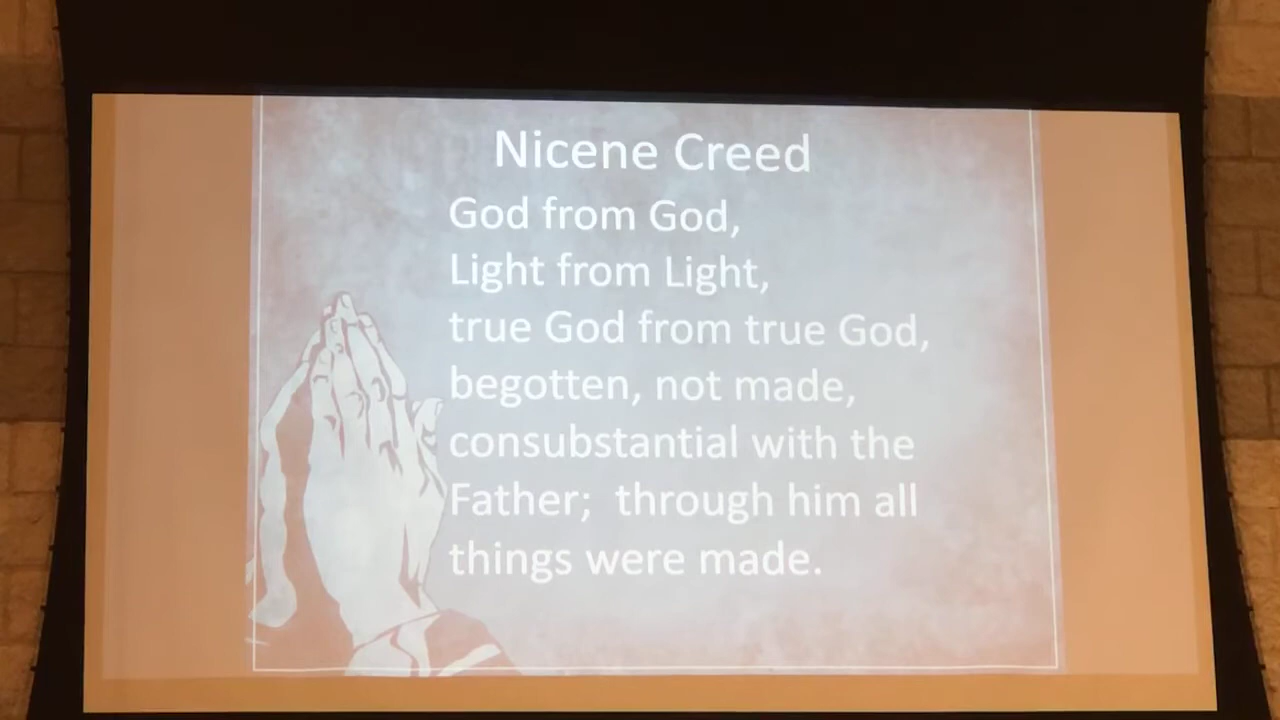 Nicene Creed
God from God,
Light from Light,
true God from true God,
begotten, not made,
consubstantial with the
Father;  through him all
things were made.